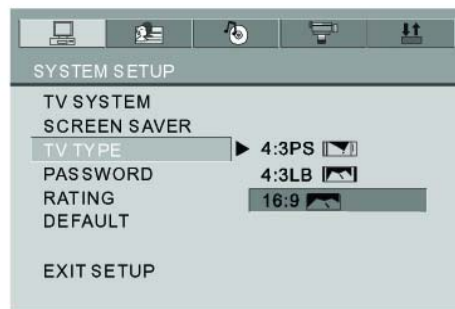 SYSTEM SETUP
TV SYSTEM
SCREEN SAVER
TV TYPE
4:3PS
PASSWORD
4:3LB
RATING
16:9
DEFAULT
EXIT SETUP